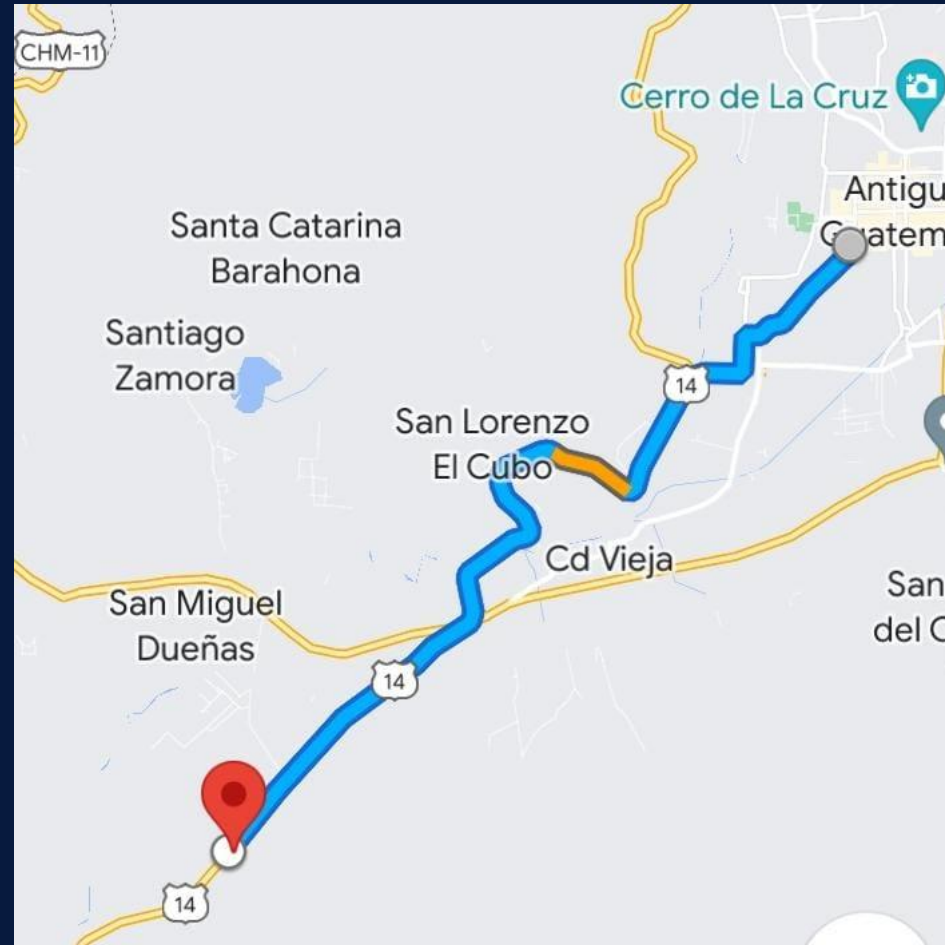 CHM-11
Cerro de La Cruz
Antigu
Guatem
Santa Catarina
Barahona
Santiago
Zamora
14
San Lorenzo
El Cubo
Cd Vieja
San
del C
San Miguel
Dueñas
14
14